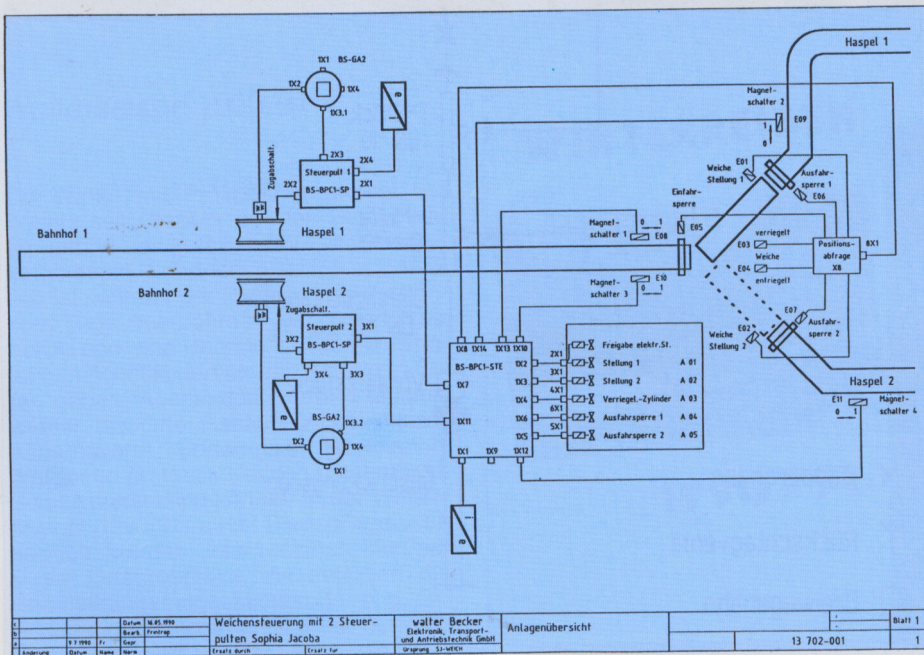 Haspel 1
1X1 BS-GA2
1X2
1X4
1X3.1
Magnet-
schalter 2
E09
1
0
Zugabschalt.
2X3
2X4
Steuerpult 1
2X2
BS-BPC1-SP
2X1
E01
Weiche
Stellung 1
Ausfahr-
sperre 1
E06
Einfahr-
sperre
E05
Bahnhof 1
Haspel 1
Magnet-
schalter 1
0 1
E08
verriegelt
E03
Weiche
E04
entriegelt
Positions-
abfrage
X8
8X1
Bahnhof 2
Haspel 2
Zugabschalt.
Magnet-
schalter 3
E10
0 1
Steuerpult 2
3X1
3X2
BS-BPC1-SP
3X4
3X3
E07
Ausfahr-
sperre 2
E02
Weiche
Stellung 2
1X8 1X14 1X13 1X10
BS-BPC1-STE
1X7
1X11
1X2 2X1 Freigabe elektr.St.
Stellung 1 A 01
1X3 3X1 Stellung 2 A 02
1X4 4X1 Verriegel.-Zylinder A 03
1X6 6X1 Ausfahrsperre 1 A 04
1X5 5X1 Ausfahrsperre 2 A 05
1X1 1X9 1X12
Haspel 2
E11
0 1
Magnet-
schalter 4
BS-GA2
1X3.2
1X2
1X4
1X1
c Datum 16.05.1990
b Bearb. Frintrop
a 9.7.1990 Fr. Gepr.
Änderung Datum Name Norm
Weichensteuerung mit 2 Steuer-
pulten Sophia Jacoba
Ersatz durch Ersatz für
walter Becker
Elektronik, Transport-
und Antriebstechnik GmbH
Ursprung SJ-WEICH
Anlagenübersicht
13 702-001
Blatt 1
1